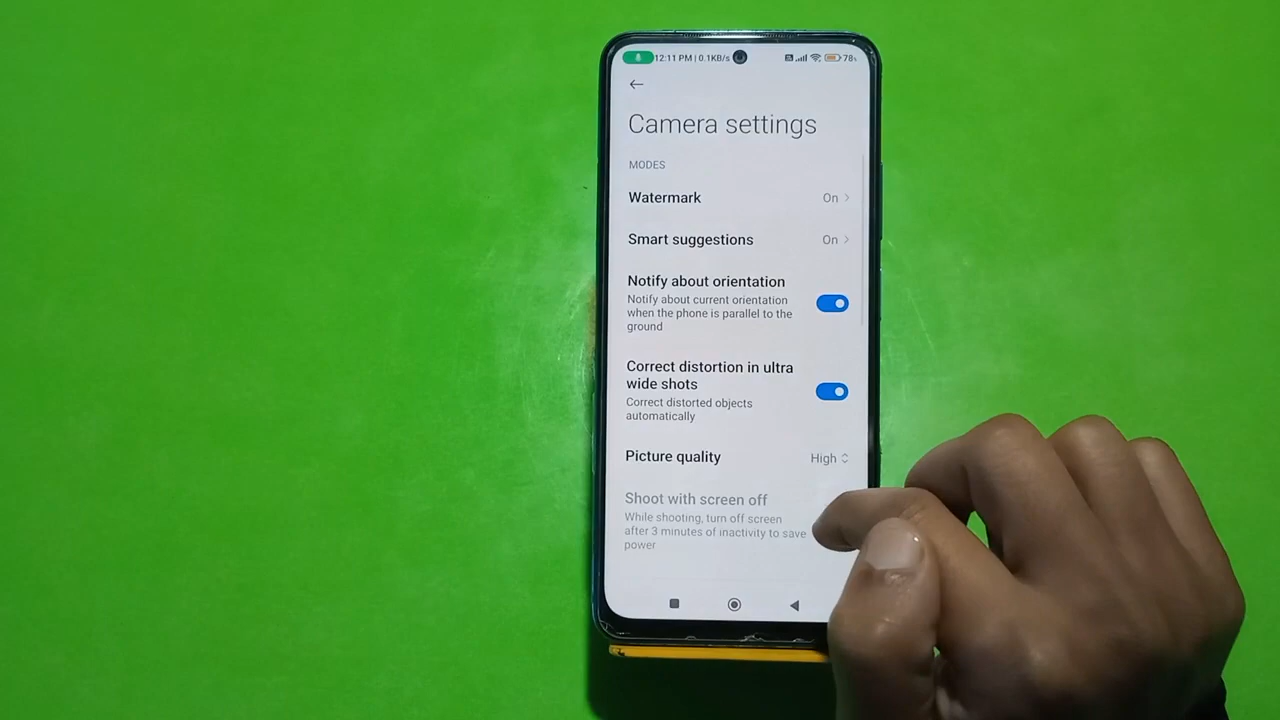 12:11 PM | 0.1KB/s 78
Camera settings
MODES
Watermark On
Smart suggestions On
Notify about orientation
Notify about current orientation
when the phone is parallel to the
ground
Correct distortion in ultra
wide shots
Correct distorted objects
automatically
Picture quality High
Shoot with screen off
While shooting, turn off screen
after 3 minutes of inactivity to save
power